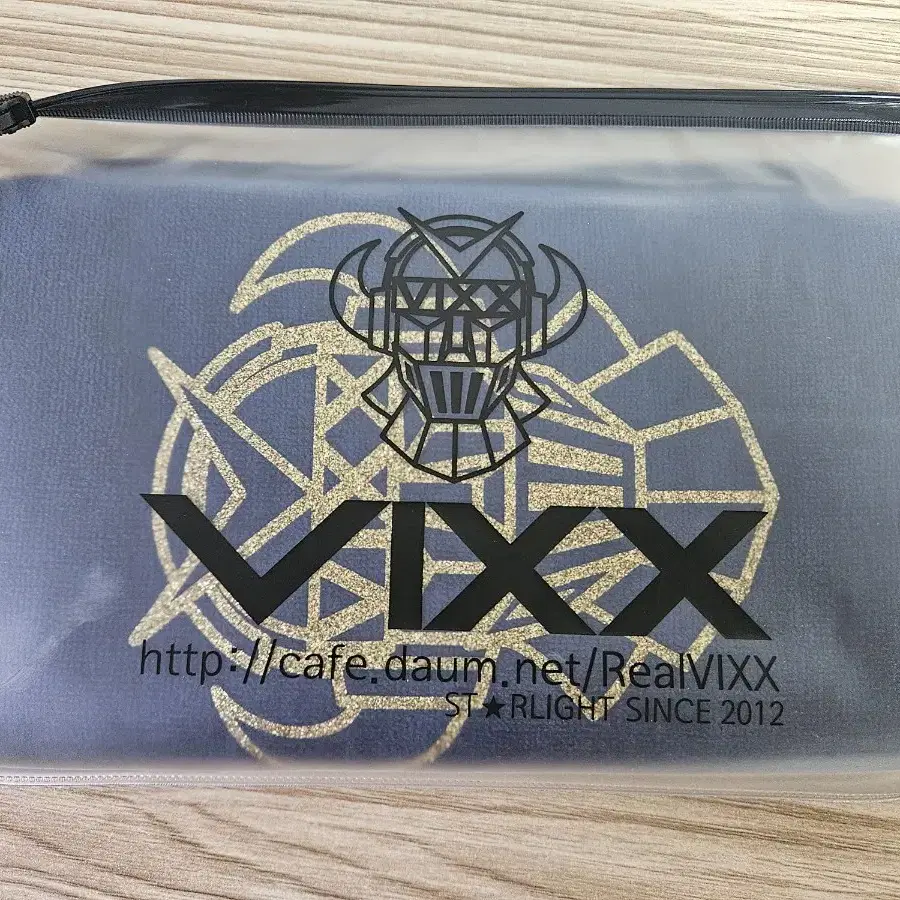 VIXX
VIXX
http://cafe.daum.net/RealVIXX
ST★RLIGHT SINCE 2012